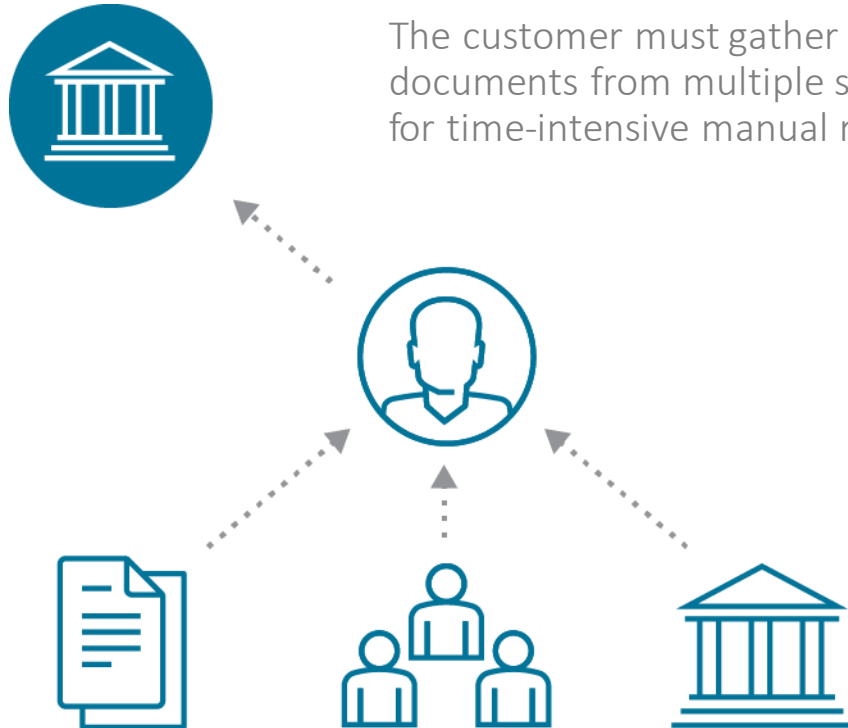 The customer must gather
documents from multiple
for time-intensive manual